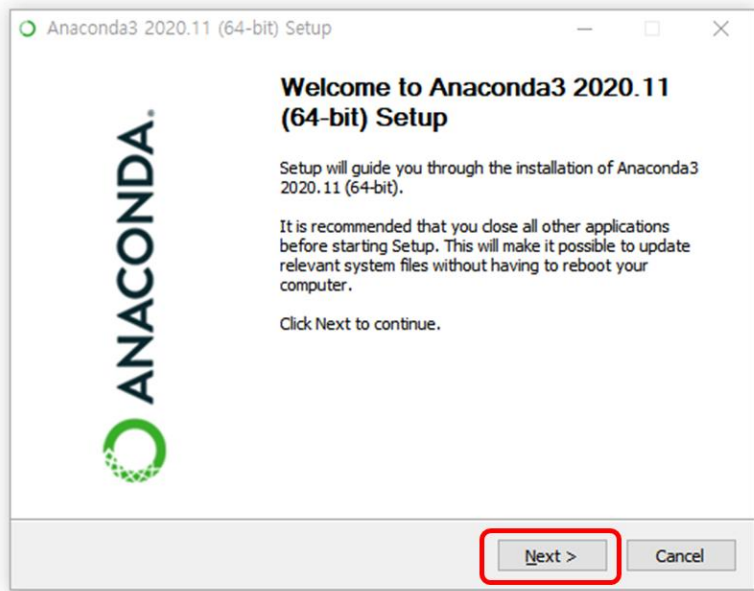 Anaconda3 2020.11 (64-bit) Setup
ANACONDA.
Welcome to Anaconda3 2020.11
(64-bit) Setup
Setup will guide you through the installation of Anaconda3
2020.11 (64-bit).
It is recommended that you close all other applications
before starting Setup. This will make it possible to update
relevant system files without having to reboot your
computer.
Click Next to continue.
Next >
Cancel